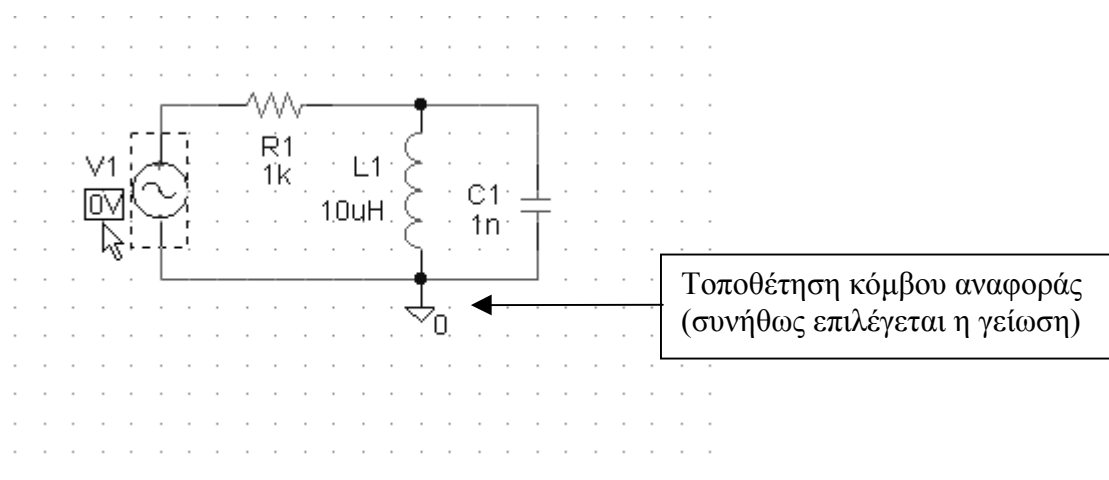 R1
1k
V1
0V
L1
10uH
C1
1n
0
Τοποθέτηση κόμβου αναφοράς
(συνήθως επιλέγεται η γείωση)